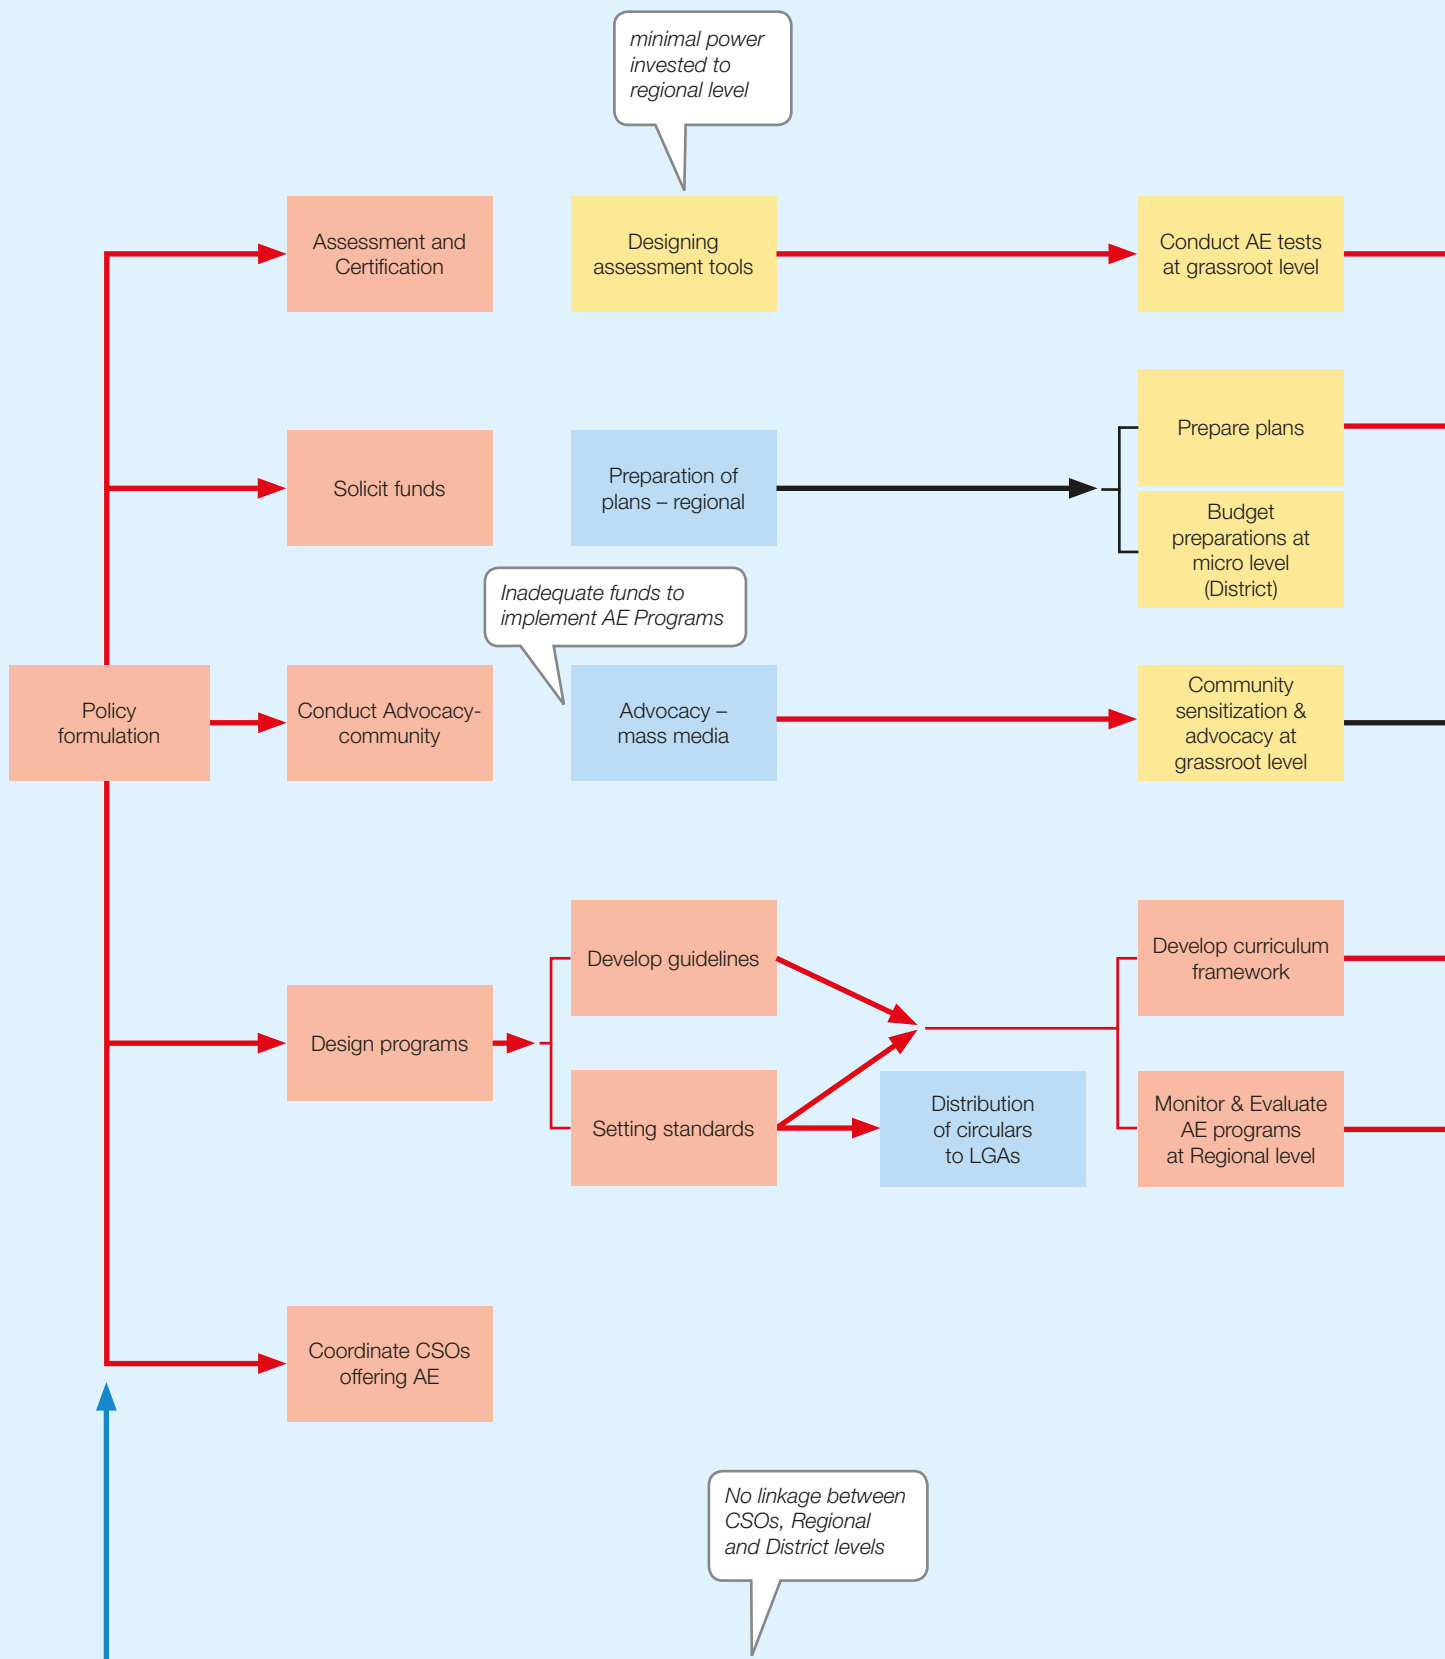 minimal power
invested to
regional level
Assessment and
Certification
Designing
assessment tools
Conduct AE tests
at grassroot level
Solicit funds
Preparation of
plans – regional
Prepare plans
Budget
preparations at
micro level
(District)
Inadequate funds to
implement AE Programs
Policy
formulation
Conduct Advocacy-
community
Advocacy –
mass media
Community
sensitization &
advocacy at
grassroot level
Design programs
Develop guidelines
Setting standards
Distribution
of circulars
to LGAs
Develop curriculum
framework
Monitor & Evaluate
AE programs
at Regional level
Coordinate CSOs
offering AE
No linkage between
CSOs, Regional
and District levels